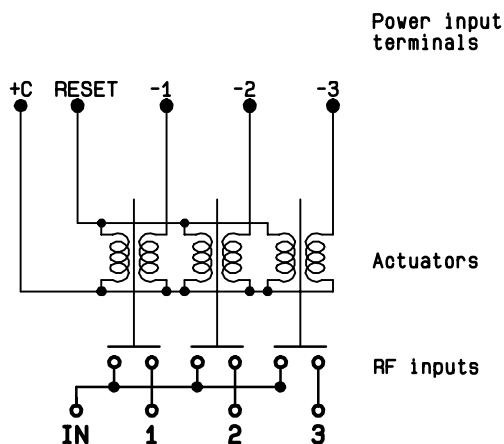 Power input
terminals
+C RESET -1 -2 -3
Actuators
RF inputs
IN 1 2 3